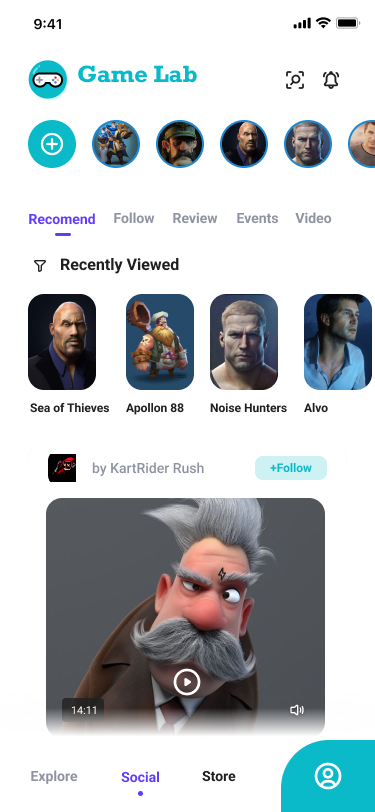 9:41
Game Lab
Recomend Follow Review Events Video
Recently Viewed
Sea of Thieves Apollon 88 Noise Hunters Alvo
by KartRider Rush +Follow
14:11
Explore Social Store